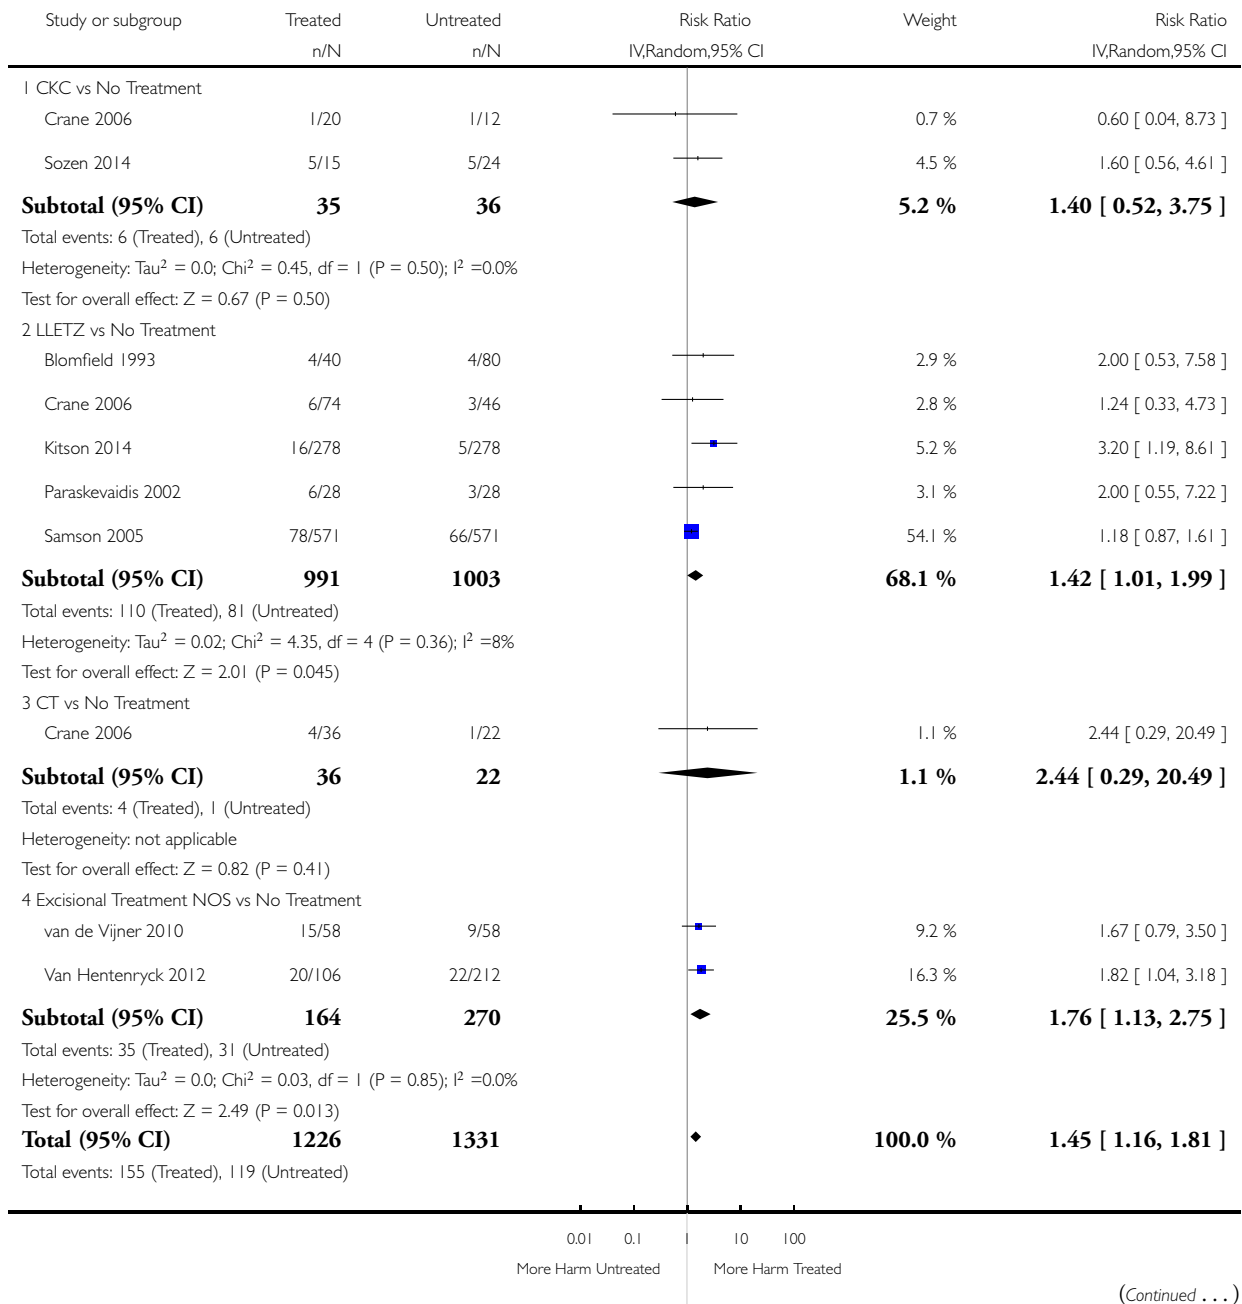 Study or subgroup Treated Untreated Risk Ratio Weight Risk Ratio
n/N n/N IV,Random,95% CI IV,Random,95% CI
1 CKC vs No Treatment
Crane 2006 1/20 1/12 0.7 % 0.60 [ 0.04, 8.73 ]
Sozen 2014 5/15 5/24 4.5 % 1.60 [ 0.56, 4.61 ]
Subtotal (95% CI) 35 36 5.2 % 1.40 [ 0.52, 3.75 ]
Total events: 6 (Treated), 6 (Untreated)
Heterogeneity: Tau² = 0.0; Chi² = 0.45, df = 1 (P = 0.50); I² =0.0%
Test for overall effect: Z = 0.67 (P = 0.50)
2 LLETZ vs No Treatment
Blomfield 1993 4/40 4/80 2.9 % 2.00 [ 0.53, 7.58 ]
Crane 2006 6/74 3/46 2.8 % 1.24 [ 0.33, 4.73 ]
Kitson 2014 16/278 5/278 5.2 % 3.20 [ 1.19, 8.61 ]
Paraskevaidis 2002 6/28 3/28 3.1 % 2.00 [ 0.55, 7.22 ]
Samson 2005 78/571 66/571 54.1 % 1.18 [ 0.87, 1.61 ]
Subtotal (95% CI) 991 1003 68.1 % 1.42 [ 1.01, 1.99 ]
Total events: 110 (Treated), 81 (Untreated)
Heterogeneity: Tau² = 0.02; Chi² = 4.35, df = 4 (P = 0.36); I² =8%
Test for overall effect: Z = 2.01 (P = 0.045)
3 CT vs No Treatment
Crane 2006 4/36 1/22 1.1 % 2.44 [ 0.29, 20.49 ]
Subtotal (95% CI) 36 22 1.1 % 2.44 [ 0.29, 20.49 ]
Total events: 4 (Treated), 1 (Untreated)
Heterogeneity: not applicable
Test for overall effect: Z = 0.82 (P = 0.41)
4 Excisional Treatment NOS vs No Treatment
van de Vijner 2010 15/58 9/58 9.2 % 1.67 [ 0.79, 3.50 ]
Van Hentenryck 2012 20/106 22/212 16.3 % 1.82 [ 1.04, 3.18 ]
Subtotal (95% CI) 164 270 25.5 % 1.76 [ 1.13, 2.75 ]
Total events: 35 (Treated), 31 (Untreated)
Heterogeneity: Tau² = 0.0; Chi² = 0.03, df = 1 (P = 0.85); I² =0.0%
Test for overall effect: Z = 2.49 (P = 0.013)
Total (95% CI) 1226 1331 100.0 % 1.45 [ 1.16, 1.81 ]
Total events: 155 (Treated), 119 (Untreated)
0.01 0.1 1 10 100
More Harm Untreated More Harm Treated
(Continued . . . )